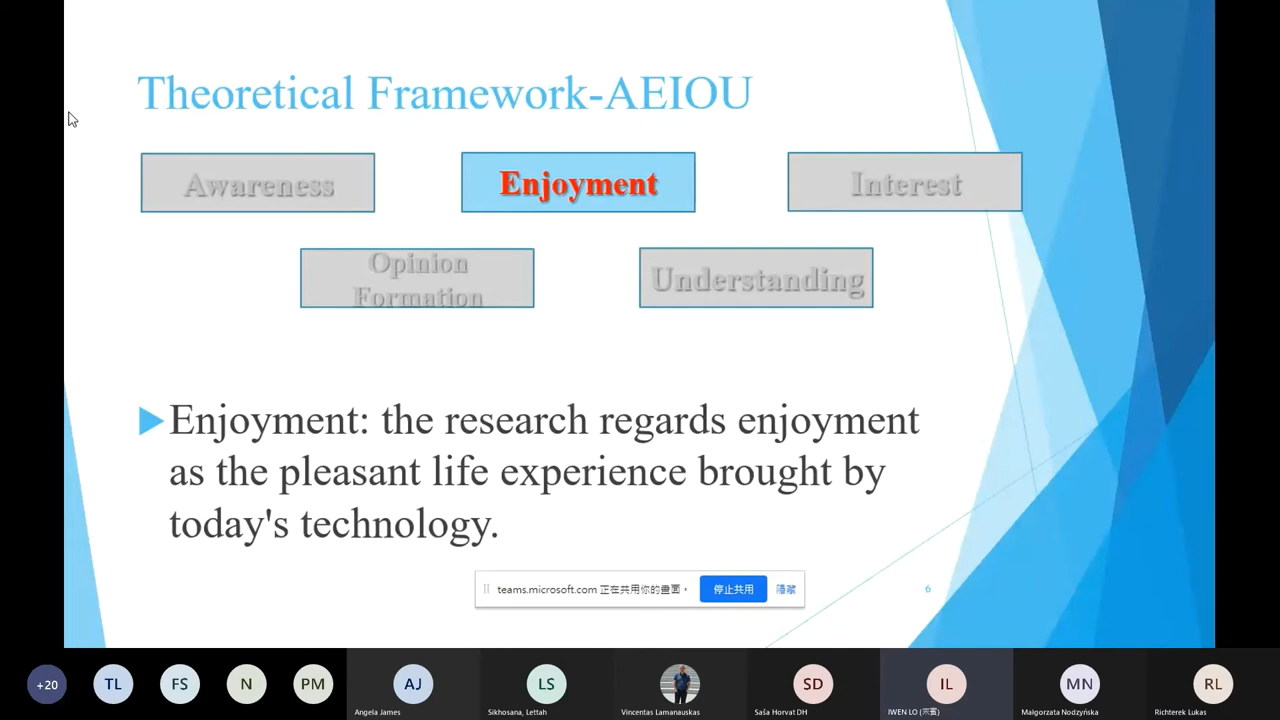 Theoretical Framework-AEIOU
Awareness
Enjoyment
Interest
Opinion
Formation
Understanding
Enjoyment: the research regards enjoyment
as the pleasant life experience brought by
today's technology.
teams.microsoft.com 正在共用你的畫面。
停止共用
隱藏
6
+20
TL
FS
N
PM
AJ
LS
SD
IL
MN
RL
Angela James
Sikhosana, Lettah
Vincentas Lamanauskas
Saša Horvat DH
IWEN LO
Małgorzata Nodzyńska
Richterek Lukas